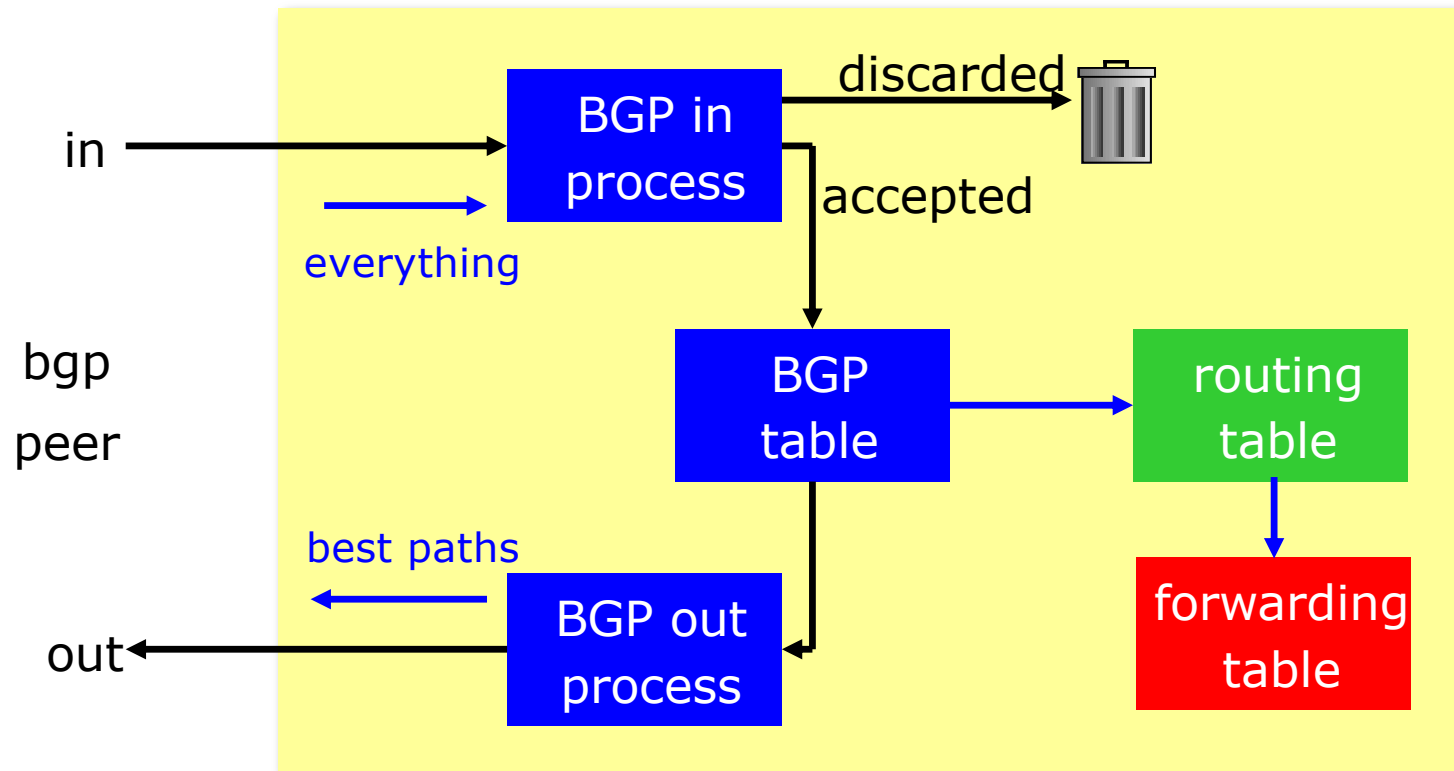 discarded
BGP in
process
in
accepted
everything
bgp
peer
BGP
table
routing
table
best paths
BGP out
process
out
forwarding
table